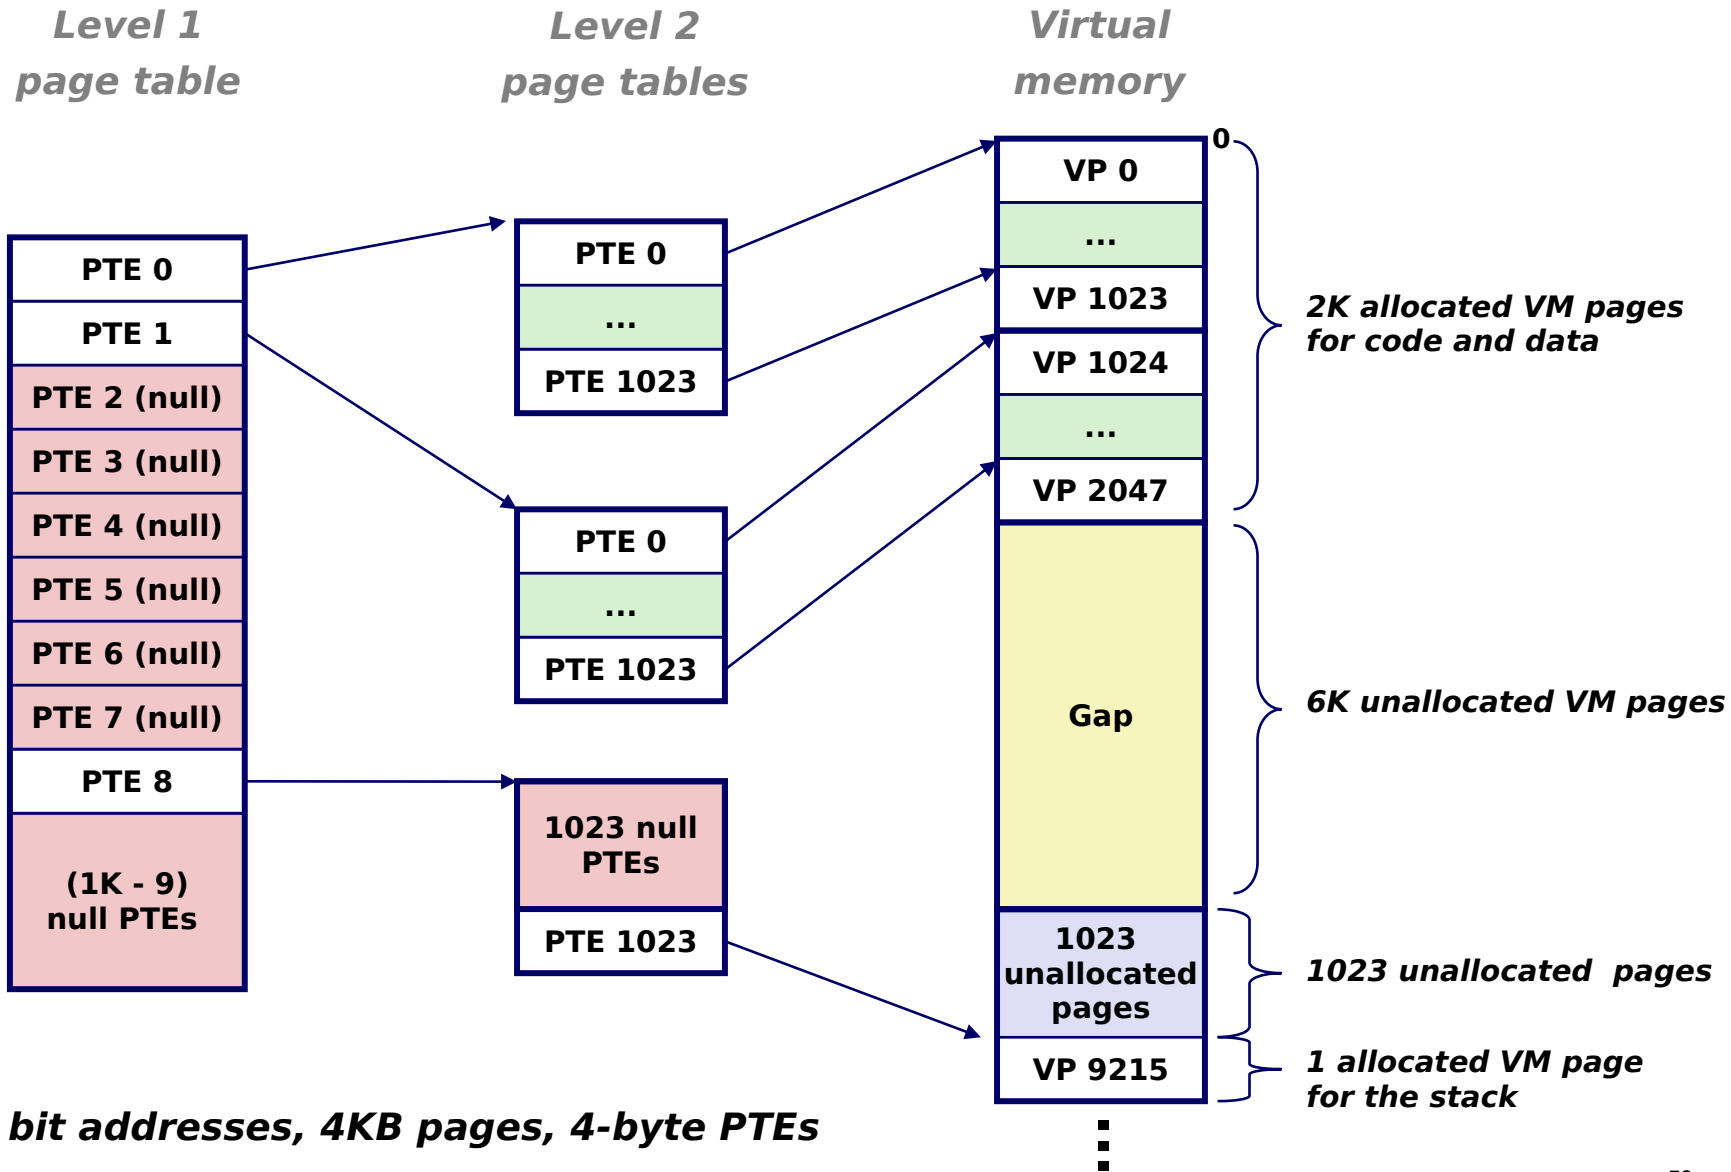 Level 1
page table
Level 2
page tables
Virtual
memory
PTE 0
PTE 1
PTE 2 (null)
PTE 3 (null)
PTE 4 (null)
PTE 5 (null)
PTE 6 (null)
PTE 7 (null)
PTE 8
(1K - 9)
null PTEs
PTE 0
...
PTE 1023
PTE 0
...
PTE 1023
1023 null
PTEs
PTE 1023
0
VP 0
...
VP 1023
VP 1024
...
VP 2047
Gap
1023
unallocated
pages
VP 9215
2K allocated VM pages
for code and data
6K unallocated VM pages
1023 unallocated  pages
1 allocated VM page
for the stack
bit addresses, 4KB pages, 4-byte PTEs